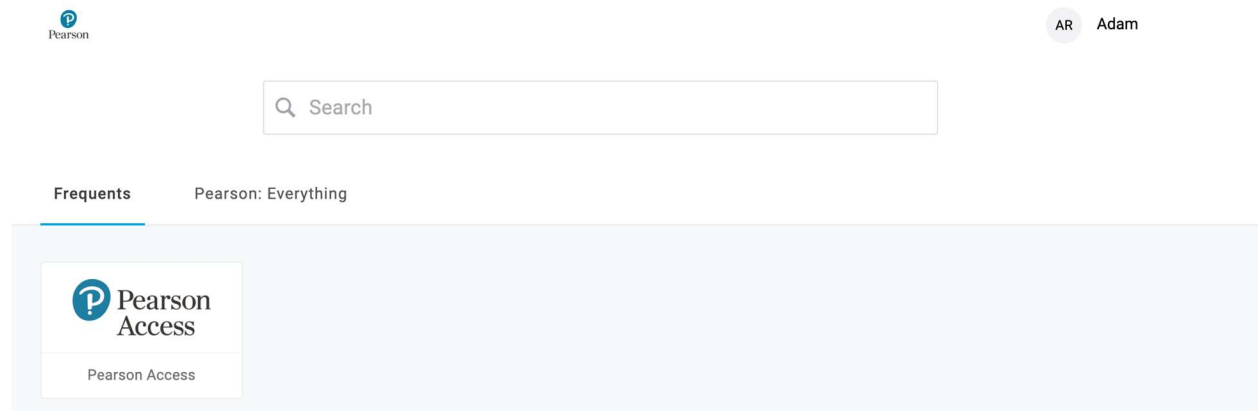 Pearson
AR Adam
Search
Frequents Pearson: Everything
Pearson
Access
Pearson Access